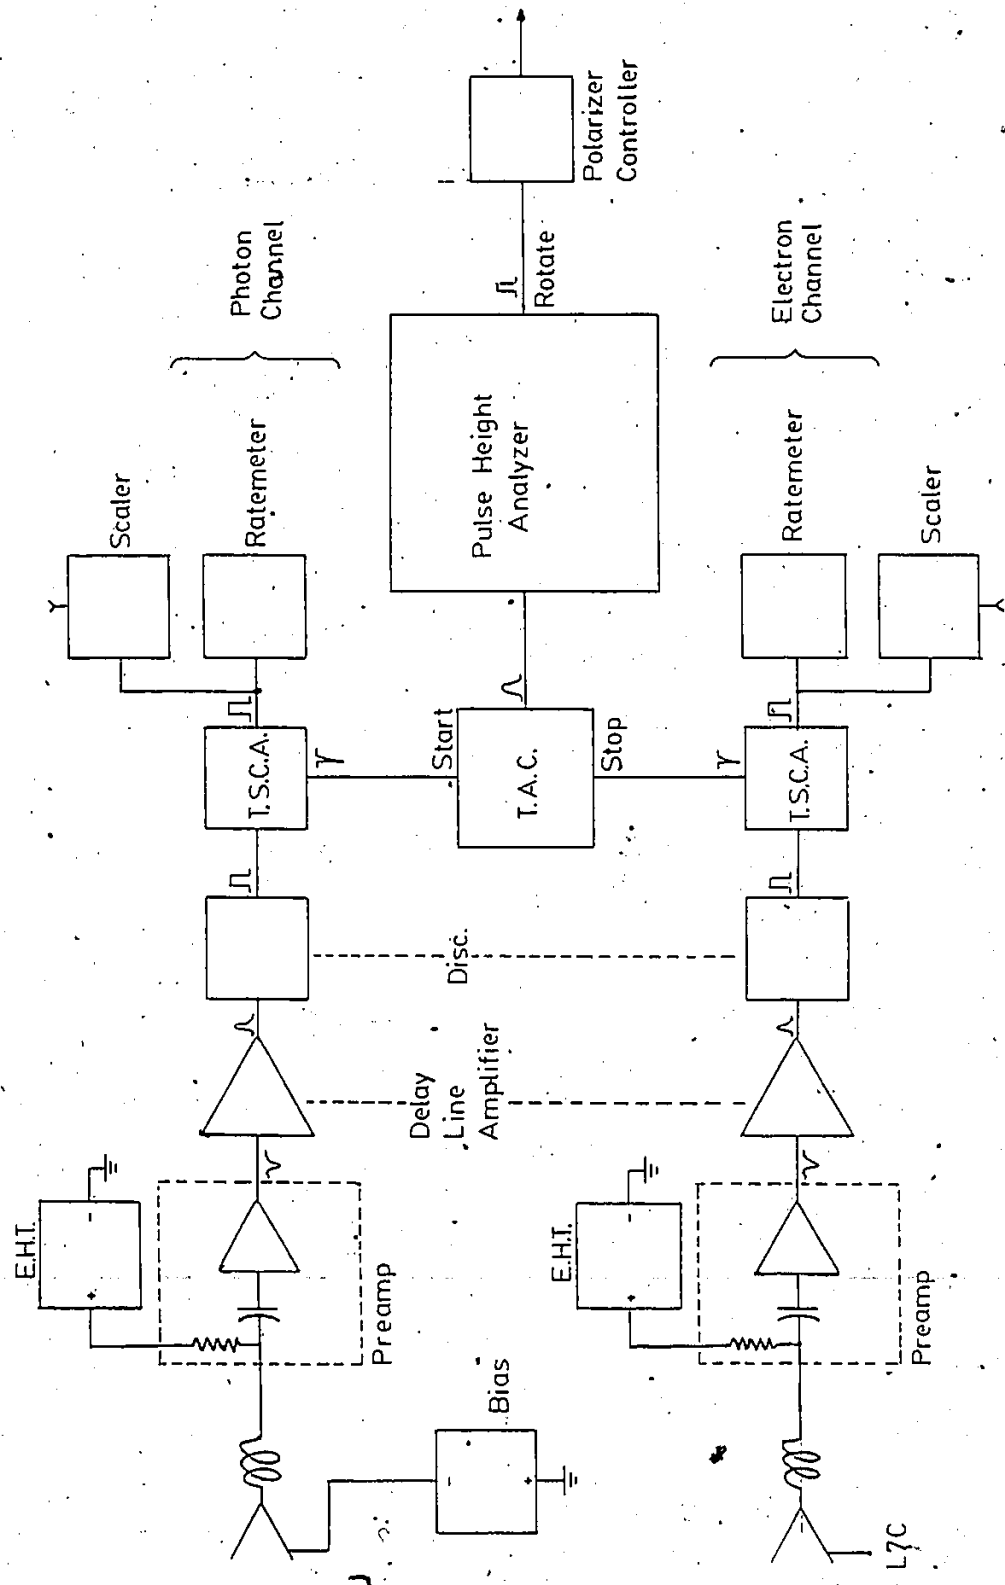 E.H.T.
+
-
Preamp
Bias
-
+
Delay
Line
Amplifier
Disc.
T.S.C.A.
Scaler
Ratemeter
Photon
Channel
Start
T.A.C.
Stop
Pulse Height
Analyzer
Rotate
Polarizer
Controller
E.H.T.
+
-
Preamp
L7C
T.S.C.A.
Ratemeter
Scaler
Electron
Channel